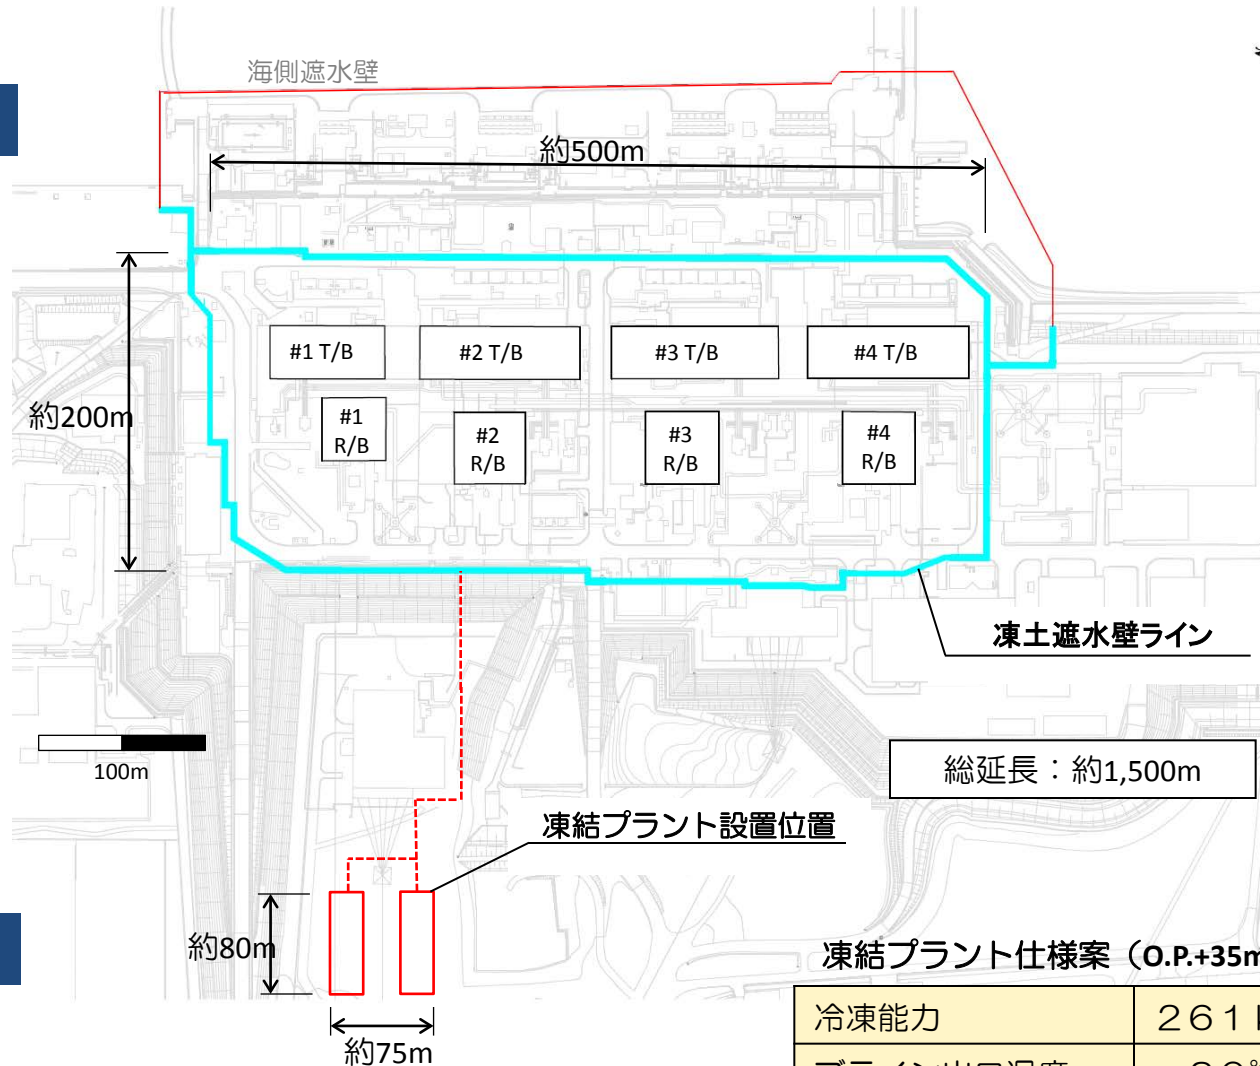 海側遮水壁
約500m
約200m
#1 T/B
#2 T/B
#3 T/B
#4 T/B
#1
R/B
#2
R/B
#3
R/B
#4
R/B
凍土遮水壁ライン
100m
総延長：約1,500m
凍結プラント設置位置
約80m
約75m
凍結プラント仕様案（O.P.+35m
冷凍能力
２６１